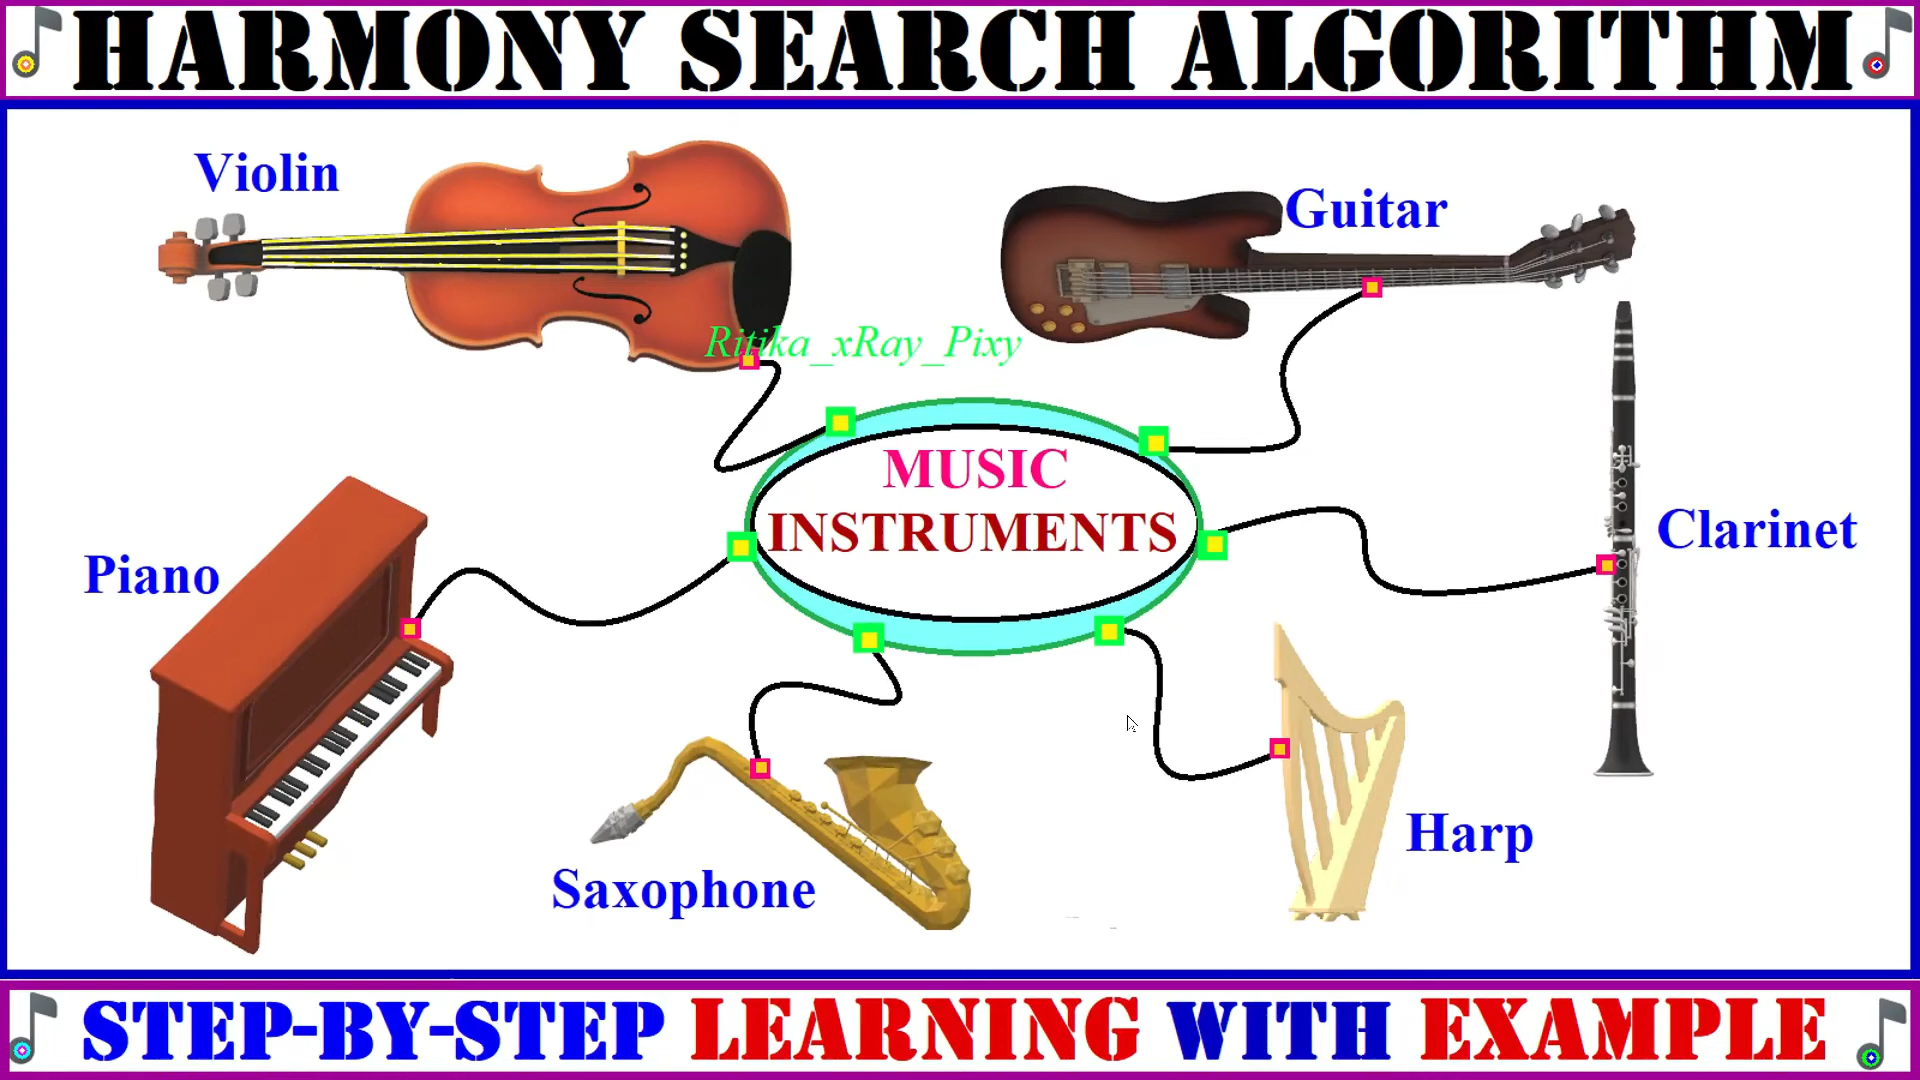 HARMONY SEARCH ALGORITHM
Violin
Guitar
Ritika_xRay_Pixy
MUSIC
INSTRUMENTS
Clarinet
Piano
Harp
Saxophone
STEP-BY-STEP LEARNING WITH EXAMPLE